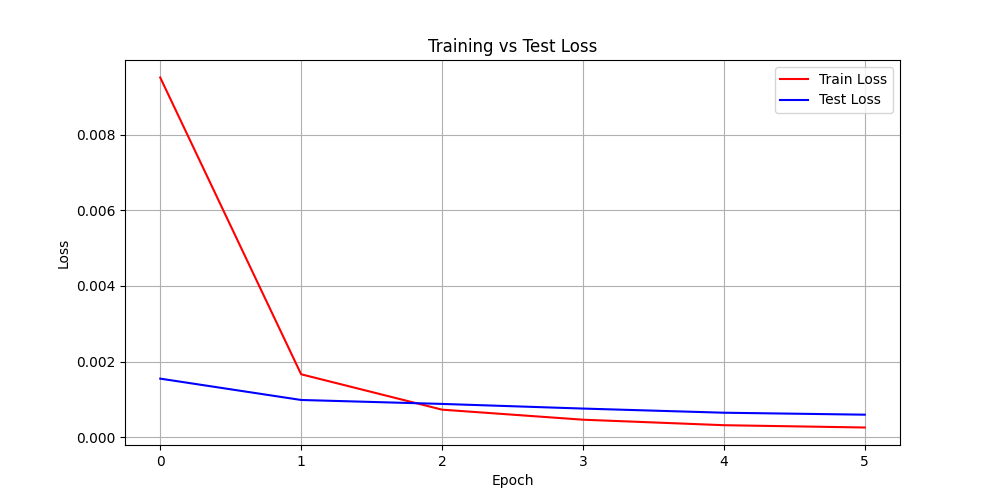 Training vs Test Loss
Train Loss
Test Loss
0.008
0.006
0.004
0.002
0.000
Loss
0 1 2 3 4 5
Epoch